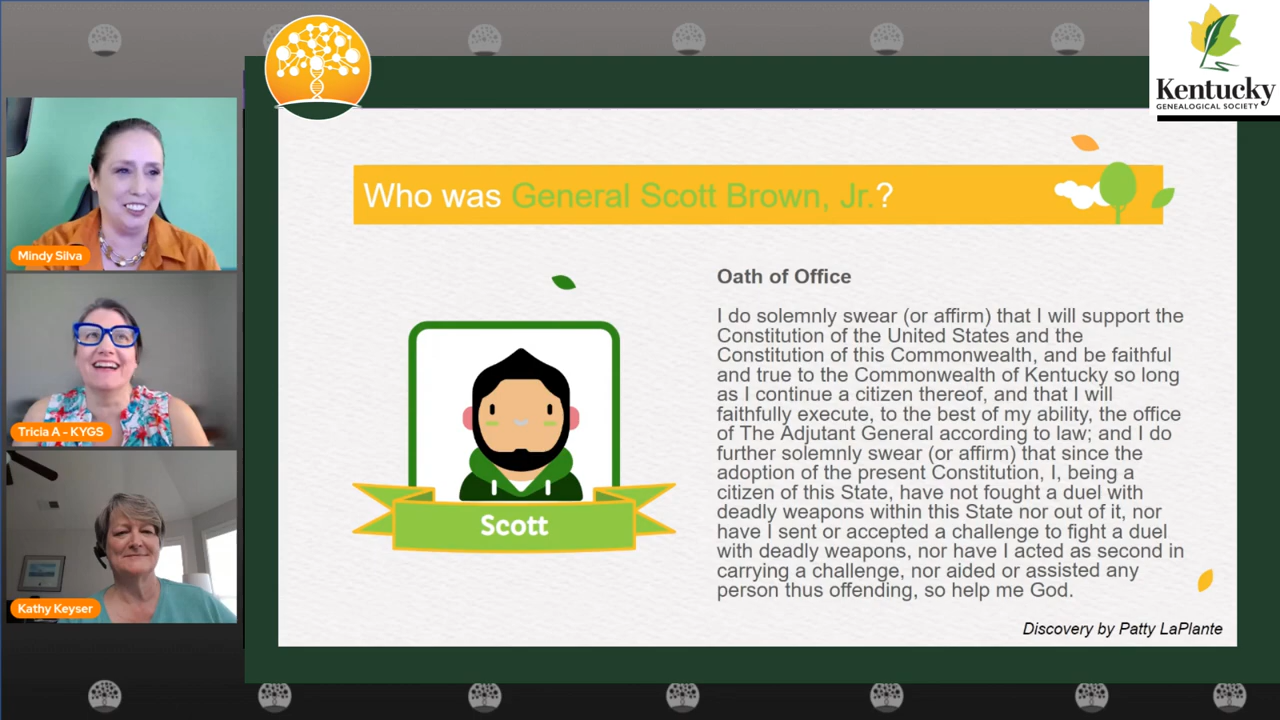 Kentucky
GENEALOGICAL SOCIETY
Who was General Scott Brown, Jr.?
Mindy Silva
Tricia A - KYGS
Kathy Keyser
Scott
Oath of Office
I do solemnly swear (or affirm) that I will support the
Constitution of the United States and the
Constitution of this Commonwealth, and be faithful
and true to the Commonwealth of Kentucky so long
as I continue a citizen thereof, and that I will
faithfully execute, to the best of my ability, the office
of The Adjutant General according to law; and I do
further solemnly swear (or affirm) that since the
adoption of the present Constitution, I, being a
citizen of this State, have not fought a duel with
deadly weapons within this State nor out of it, nor
have I sent or accepted a challenge to fight a duel
with deadly weapons, nor have I acted as second in
carrying a challenge, nor aided or assisted any
person thus offending, so help me God.
Discovery by Patty LaPlante